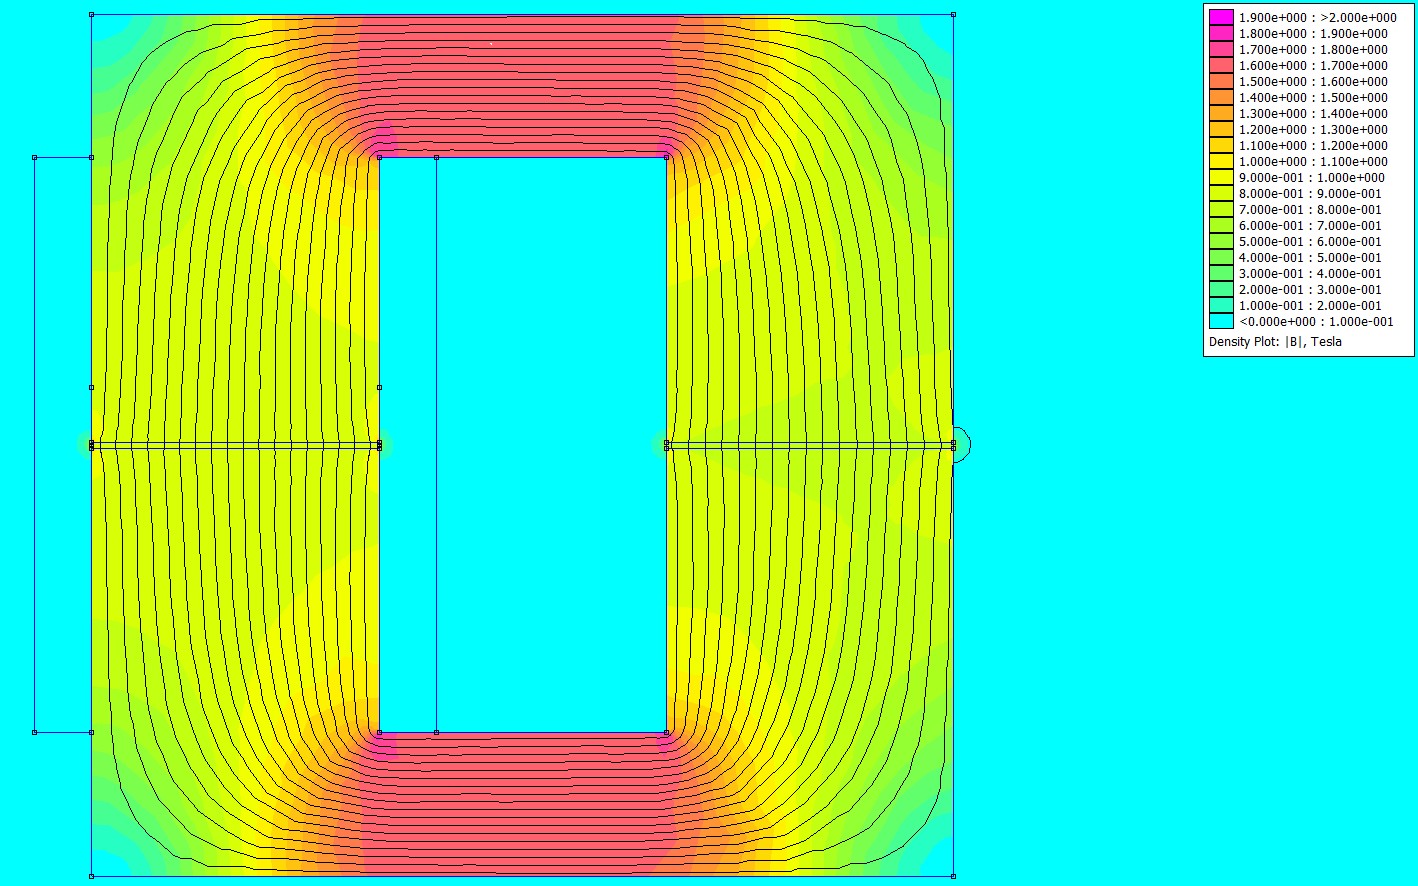 1.900e+000 : >2.000e+000
1.800e+000 : 1.900e+000
1.700e+000 : 1.800e+000
1.600e+000 : 1.700e+000
1.500e+000 : 1.600e+000
1.400e+000 : 1.500e+000
1.300e+000 : 1.400e+000
1.200e+000 : 1.300e+000
1.100e+000 : 1.200e+000
1.000e+000 : 1.100e+000
9.000e-001 : 1.000e+000
8.000e-001 : 9.000e-001
7.000e-001 : 8.000e-001
6.000e-001 : 7.000e-001
5.000e-001 : 6.000e-001
4.000e-001 : 5.000e-001
3.000e-001 : 4.000e-001
2.000e-001 : 3.000e-001
1.000e-001 : 2.000e-001
<0.000e+000 : 1.000e-001
Density Plot: |B|, Tesla